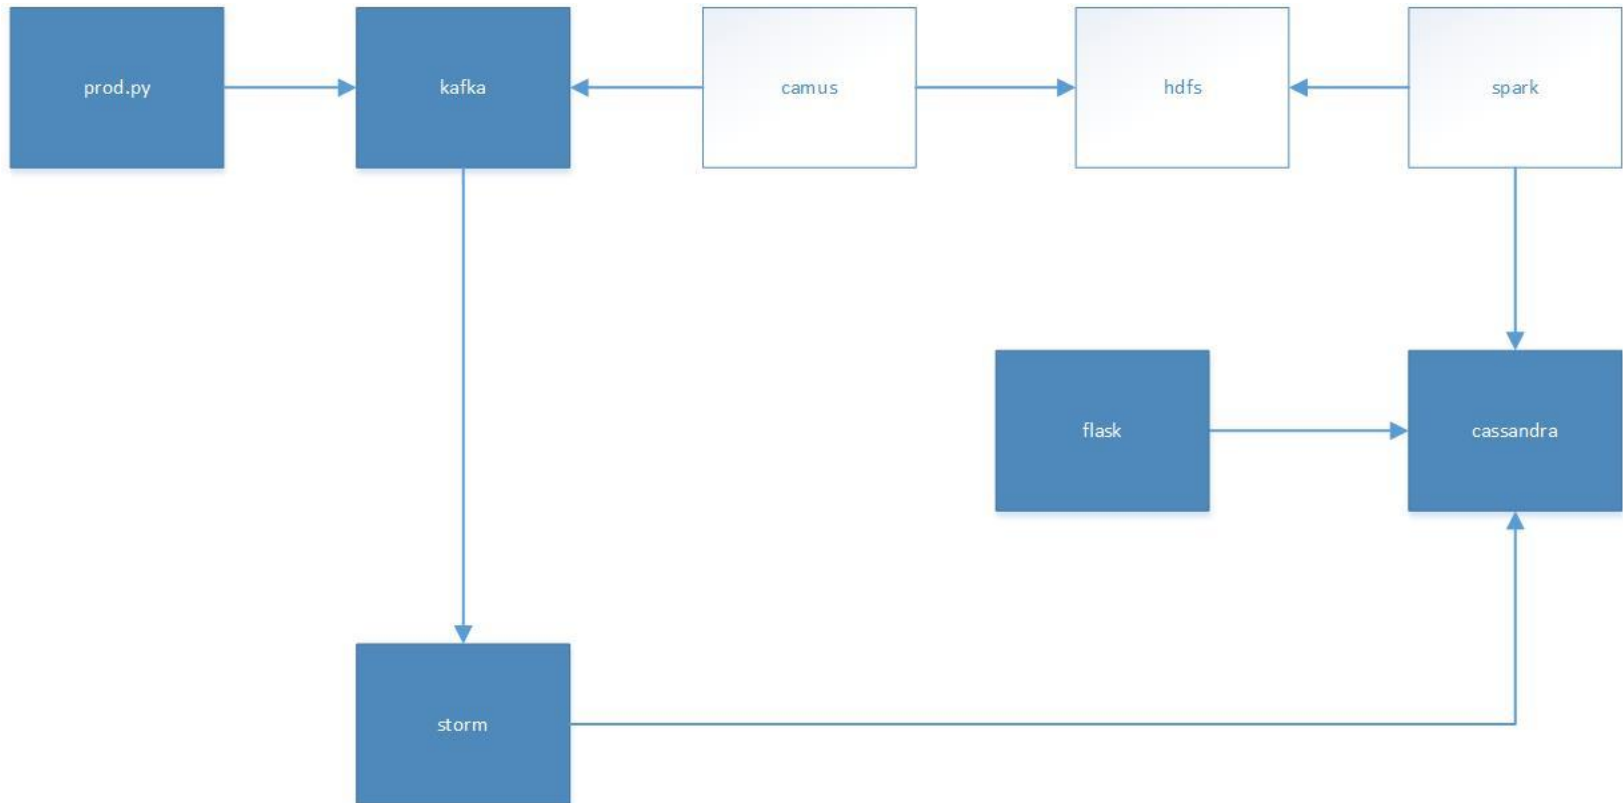 prod.py
kafka
camus
hdfs
spark
flask
cassandra
storm